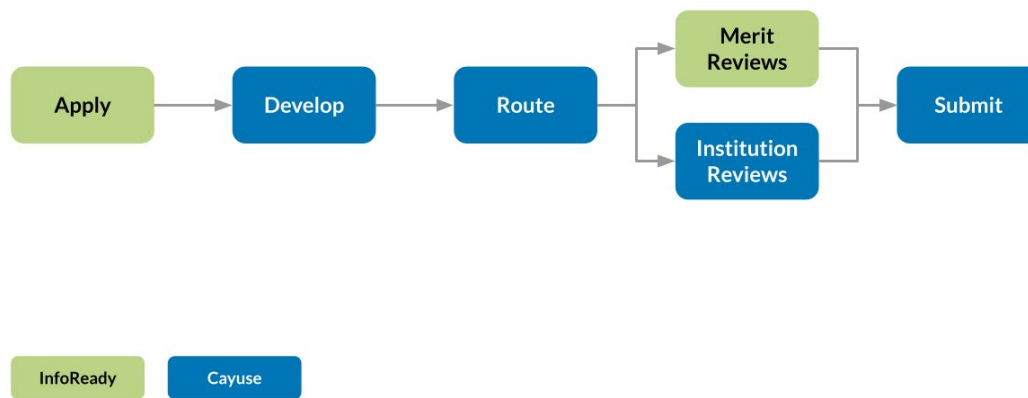 Apply
Develop
Route
Merit
Reviews
Institution
Reviews
Submit
InfoReady
Cayuse